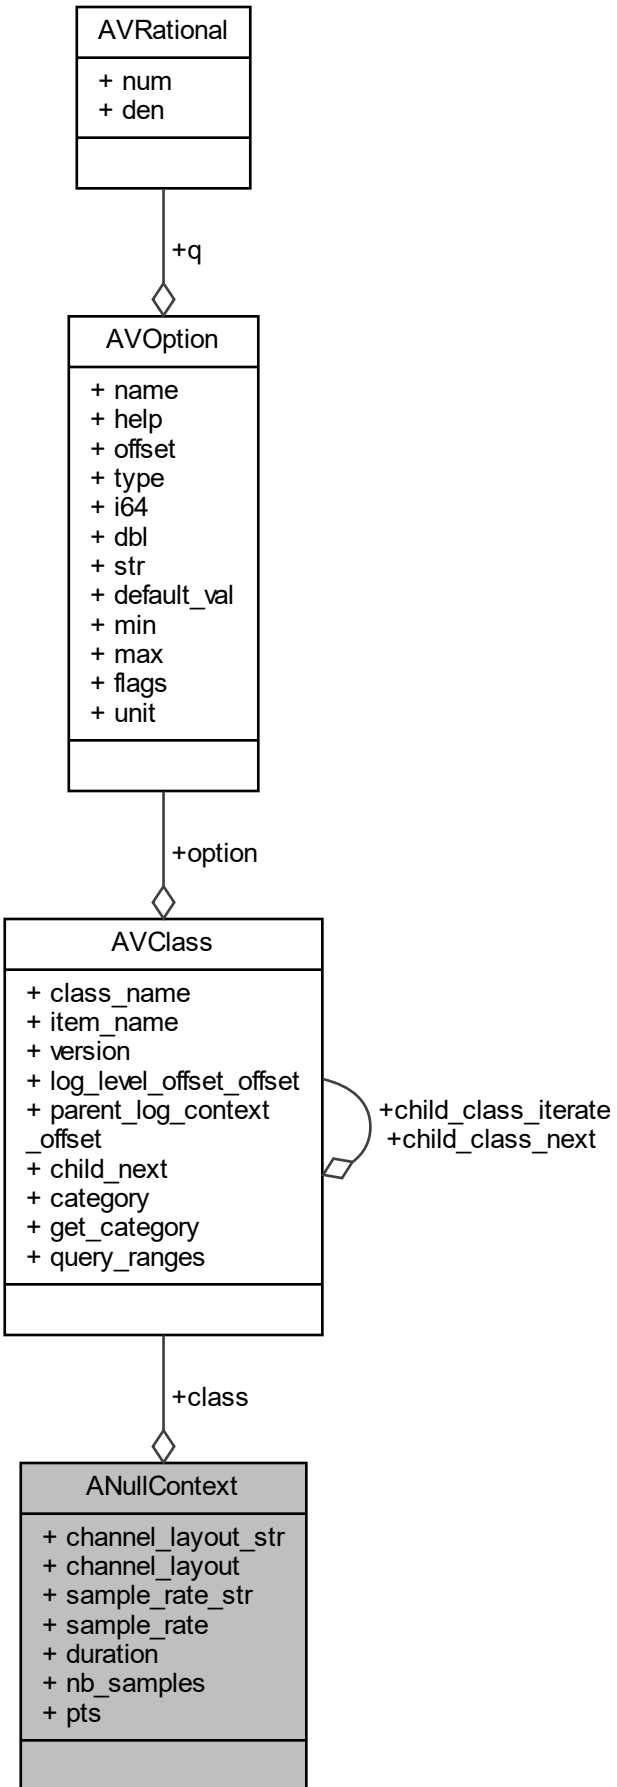 AVRational
+ num
+ den
+q
AVOption
+ name
+ help
+ offset
+ type
+ i64
+ dbl
+ str
+ default_val
+ min
+ max
+ flags
+ unit
+option
AVClass
+ class_name
+ item_name
+ version
+ log_level_offset_offset
+ parent_log_context
_offset
+ child_next
+ category
+ get_category
+ query_ranges
+child_class_iterate
+child_class_next
+class
ANullContext
+ channel_layout_str
+ channel_layout
+ sample_rate_str
+ sample_rate
+ duration
+ nb_samples
+ pts